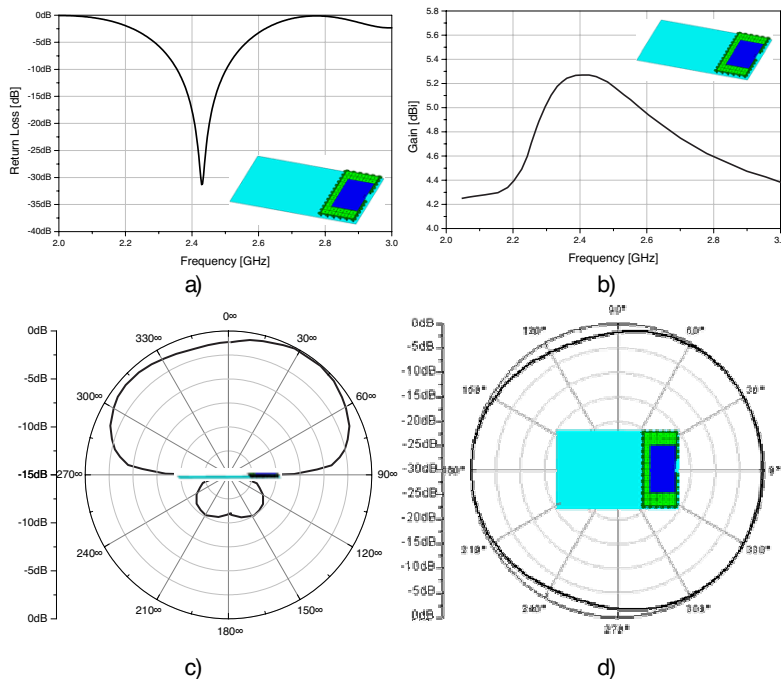 0dB
-5dB
-10dB
-15dB
-20dB
-25dB
-30dB
-35dB
-40dB
Return Loss [dB]
2.0 2.2 2.4 2.6 2.8 3.0
Frequency [GHz]
a)
5.8
5.6
5.4
5.2
5.0
4.8
4.6
4.4
4.2
4.0
Gain [dBi]
2.0 2.2 2.4 2.6 2.8 3.
Frequency [GHz]
b)
0dB
-5dB
-10dB
-15dB
-10dB
-5dB
0dB
0∞
30∞
60∞
90∞
120∞
150∞
180∞
210∞
240∞
270∞
300∞
330∞
c)
0dB
-5dB
-10dB
-15dB
-20dB
-25dB
-30dB
-25dB
-20dB
-15dB
-10dB
-5dB
0dB
60°
30°
0°
330°
240°
210°
d)